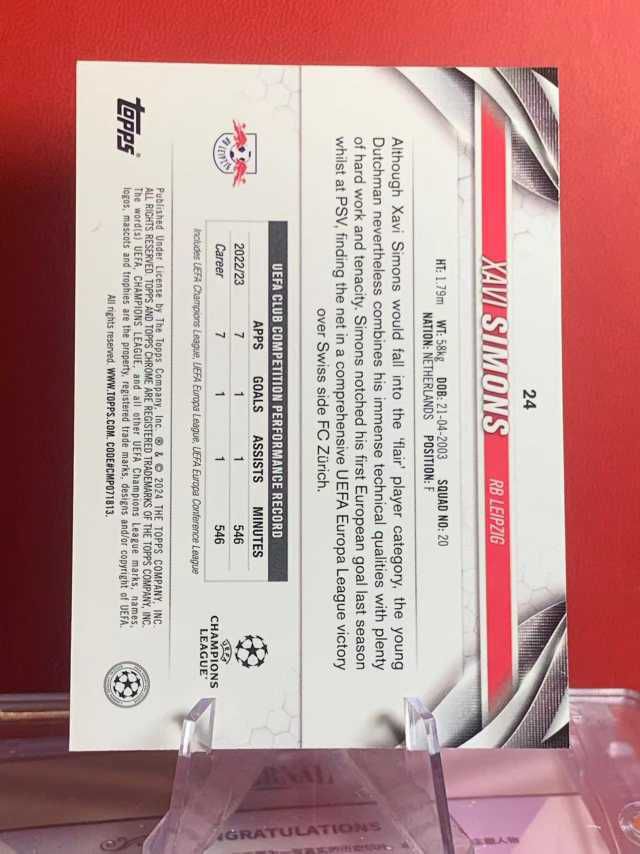 24
XAVI SIMONS
RB LEIPZIG
HT: 1.79m WT: 58kg DOB: 21-04-2003 SQUAD NO: 20
NATION: NETHERLANDS POSITION: F
Although Xavi Simons would fall into the 'flair' player category, the young
Dutchman nevertheless combines his immense technical qualities with plenty
of hard work and tenacity. Simons notched his first European goal last season
whilst at PSV, finding the net in a comprehensive UEFA Europa League victory
over Swiss side FC Zürich.
UEFA CLUB COMPETITION PERFORMANCE RECORD
APPS GOALS ASSISTS MINUTES
2022/23 7 1 1 546
Career 7 1 1 546
Includes UEFA Champions League, UEFA Europa League, UEFA Europa Conference League
RB LEIPZIG
UEFA
CHAMPIONS
LEAGUE
topps
Published Under License by The Topps Company, Inc. ® & © 2024 THE TOPPS COMPANY, INC.
ALL RIGHTS RESERVED. TOPPS AND TOPPS CHROME ARE REGISTERED TRADEMARKS OF THE TOPPS COMPANY, INC.
The word(s) UEFA, CHAMPIONS LEAGUE, and all other UEFA Champions League marks, names,
logos, mascots and trophies are the property, registered trade marks, designs and/or copyright of UEFA.
All rights reserved. WWW.TOPPS.COM. CODE#CMP071813.
NGRATULATIONS